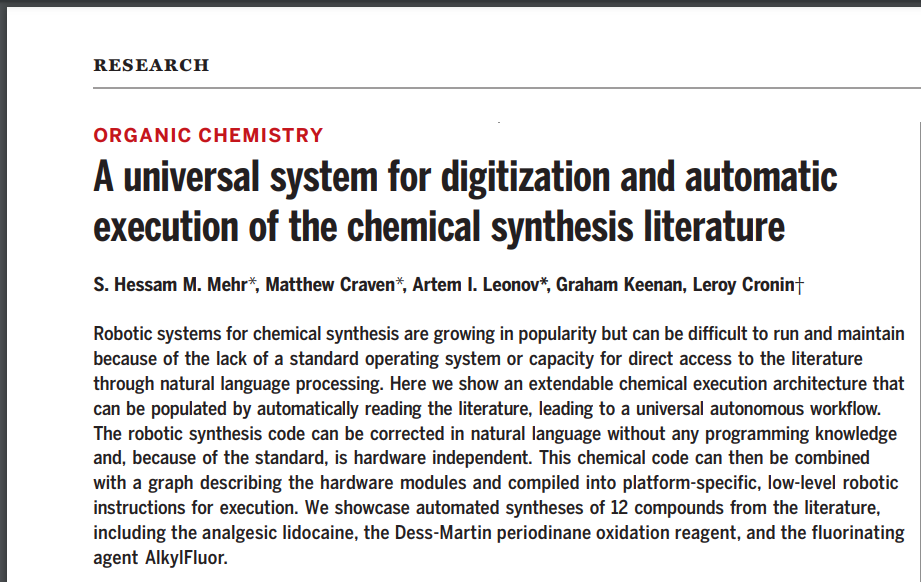 RESEARCH
ORGANIC CHEMISTRY
A universal system for digitization and automatic
execution of the chemical synthesis literature
S. Hessam M. Mehr*, Matthew Craven*, Artem I. Leonov*, Graham Keenan, Leroy Cronin†
Robotic systems for chemical synthesis are growing in popularity but can be difficult to run and maintain
because of the lack of a standard operating system or capacity for direct access to the literature
through natural language processing. Here we show an extendable chemical execution architecture that
can be populated by automatically reading the literature, leading to a universal autonomous workflow.
The robotic synthesis code can be corrected in natural language without any programming knowledge
and, because of the standard, is hardware independent. This chemical code can then be combined
with a graph describing the hardware modules and compiled into platform-specific, low-level robotic
instructions for execution. We showcase automated syntheses of 12 compounds from the literature,
including the analgesic lidocaine, the Dess-Martin periodinane oxidation reagent, and the fluorinating
agent AlkylFluor.